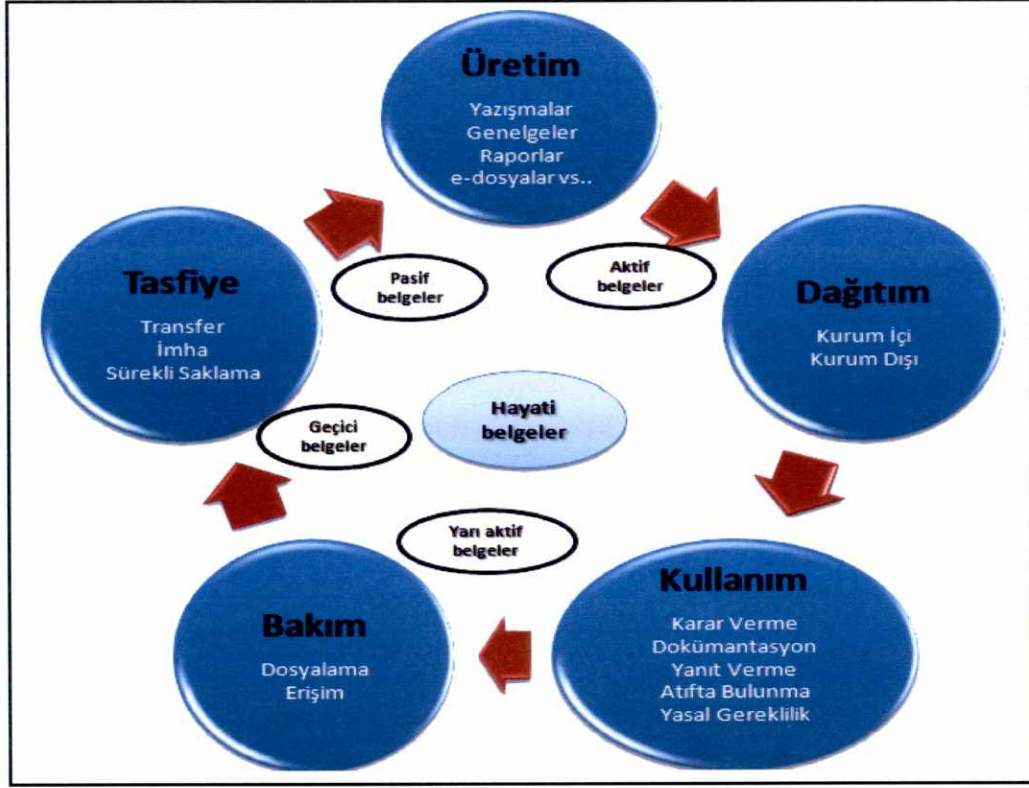 Üretim
Yazışmalar
Genelgeler
Raporlar
e-dosyalar vs..
Aktif
belgeler
Dağıtım
Kurum İçi
Kurum Dışı
Kullanım
Karar Verme
Dokümantasyon
Yanıt Verme
Atıfta Bulunma
Yasal Gereklilik
Yarı aktif
belgeler
Bakım
Dosyalama
Erişim
Geçici
belgeler
Tasfiye
Transfer
İmha
Sürekli Saklama
Pasif
belgeler
Hayati
belgeler